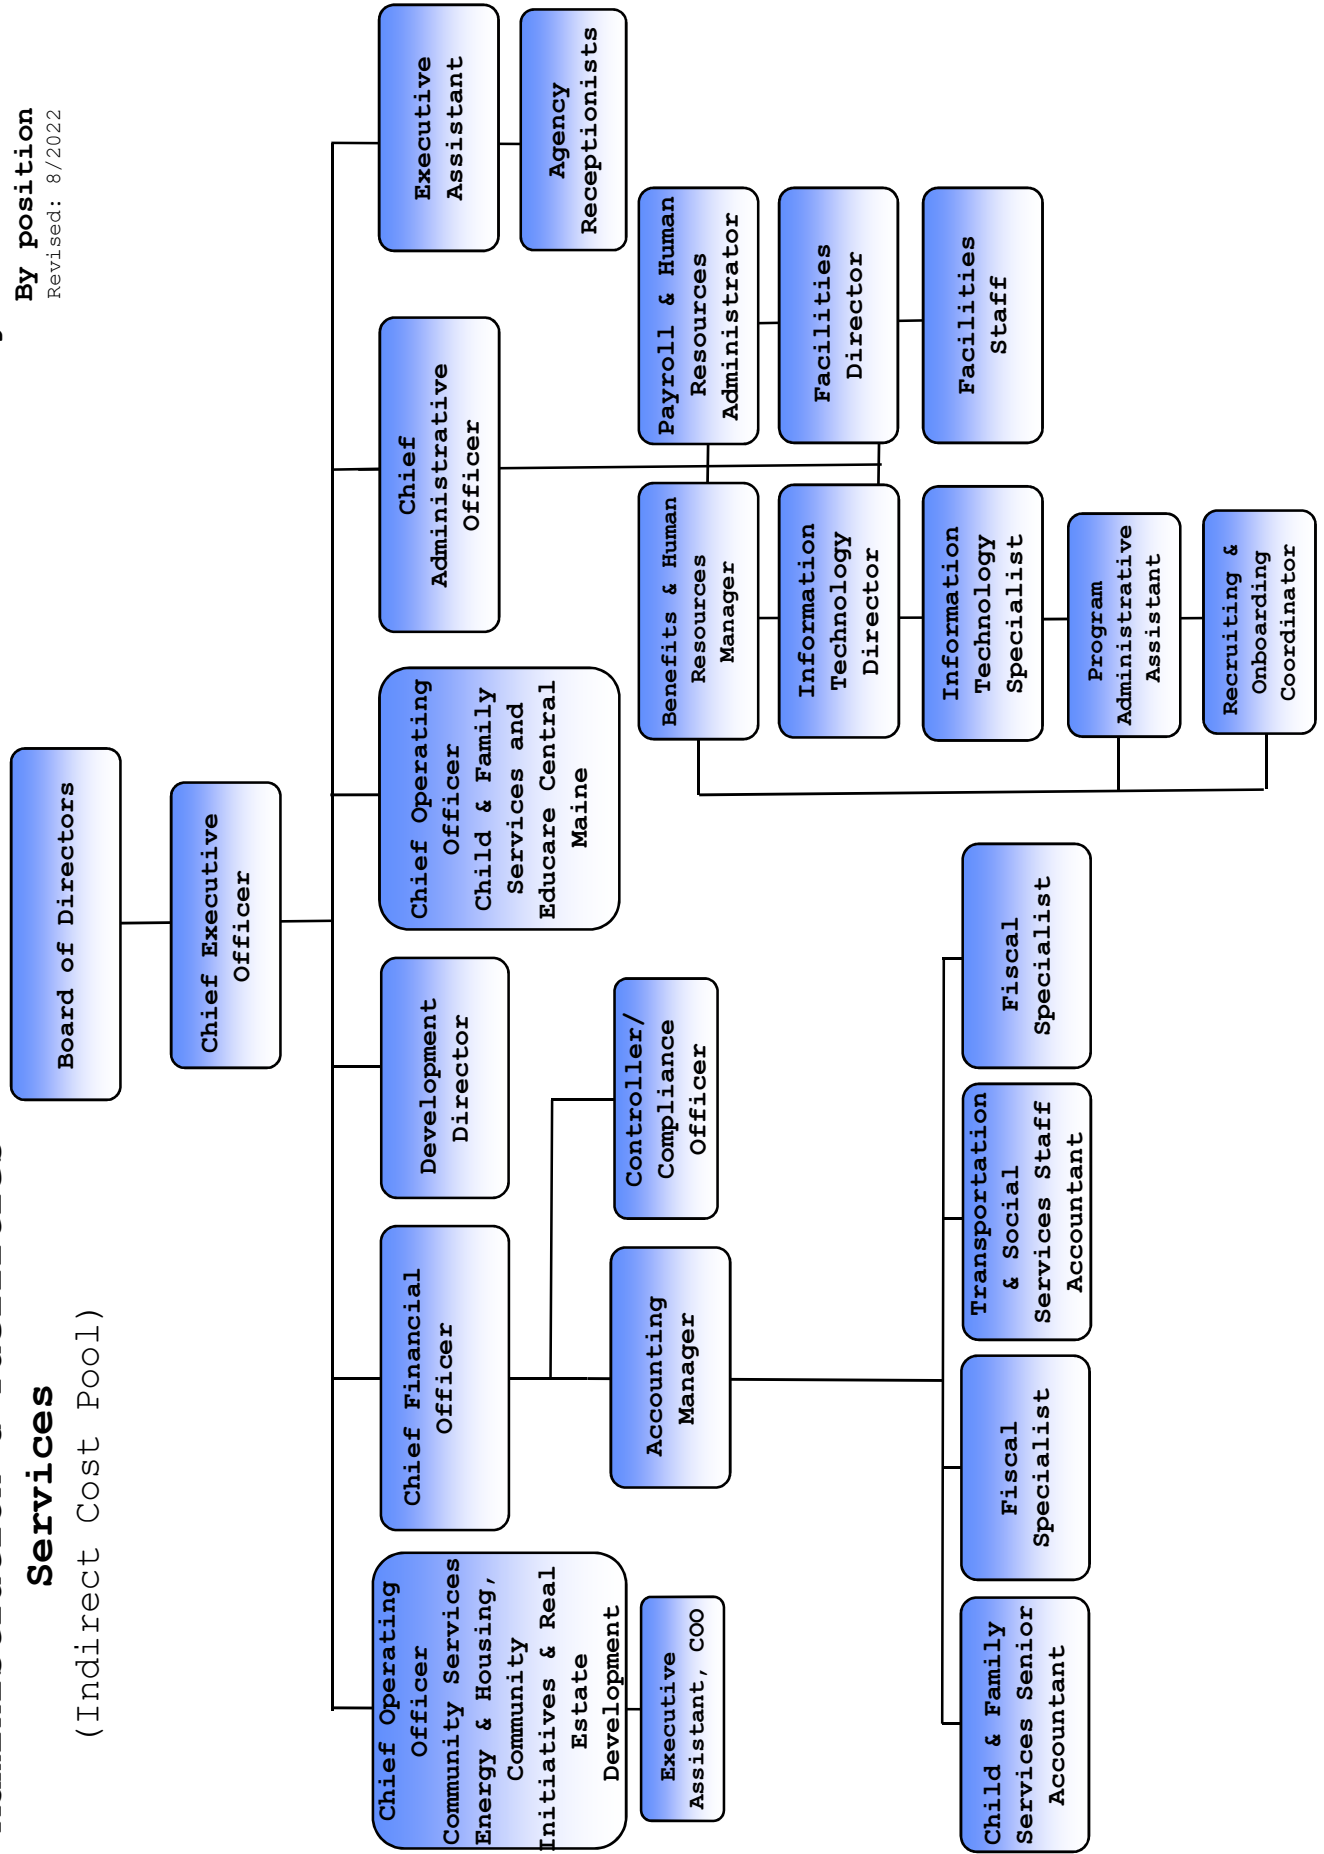 Services
(Indirect Cost Pool)
By position
Revised: 8/2022
Board of Directors
Chief Executive
Officer
Chief Operating
Officer
Community Services
Energy & Housing,
Community
Initiatives & Real
Estate
Development
Executive
Assistant, COO
Chief Financial
Officer
Development
Director
Chief Operating
Officer
Child & Family
Services and
Educare Central
Maine
Chief
Administrative
Officer
Executive
Assistant
Agency
Receptionists
Accounting
Manager
Controller/
Compliance
Officer
Benefits & Human
Resources
Manager
Payroll & Human
Resources
Administrator
Information
Technology
Director
Facilities
Director
Information
Technology
Specialist
Facilities
Staff
Program
Administrative
Assistant
Recruiting &
Onboarding
Coordinator
Child & Family
Services Senior
Accountant
Fiscal
Specialist
Transportation
& Social
Services Staff
Accountant
Fiscal
Specialist